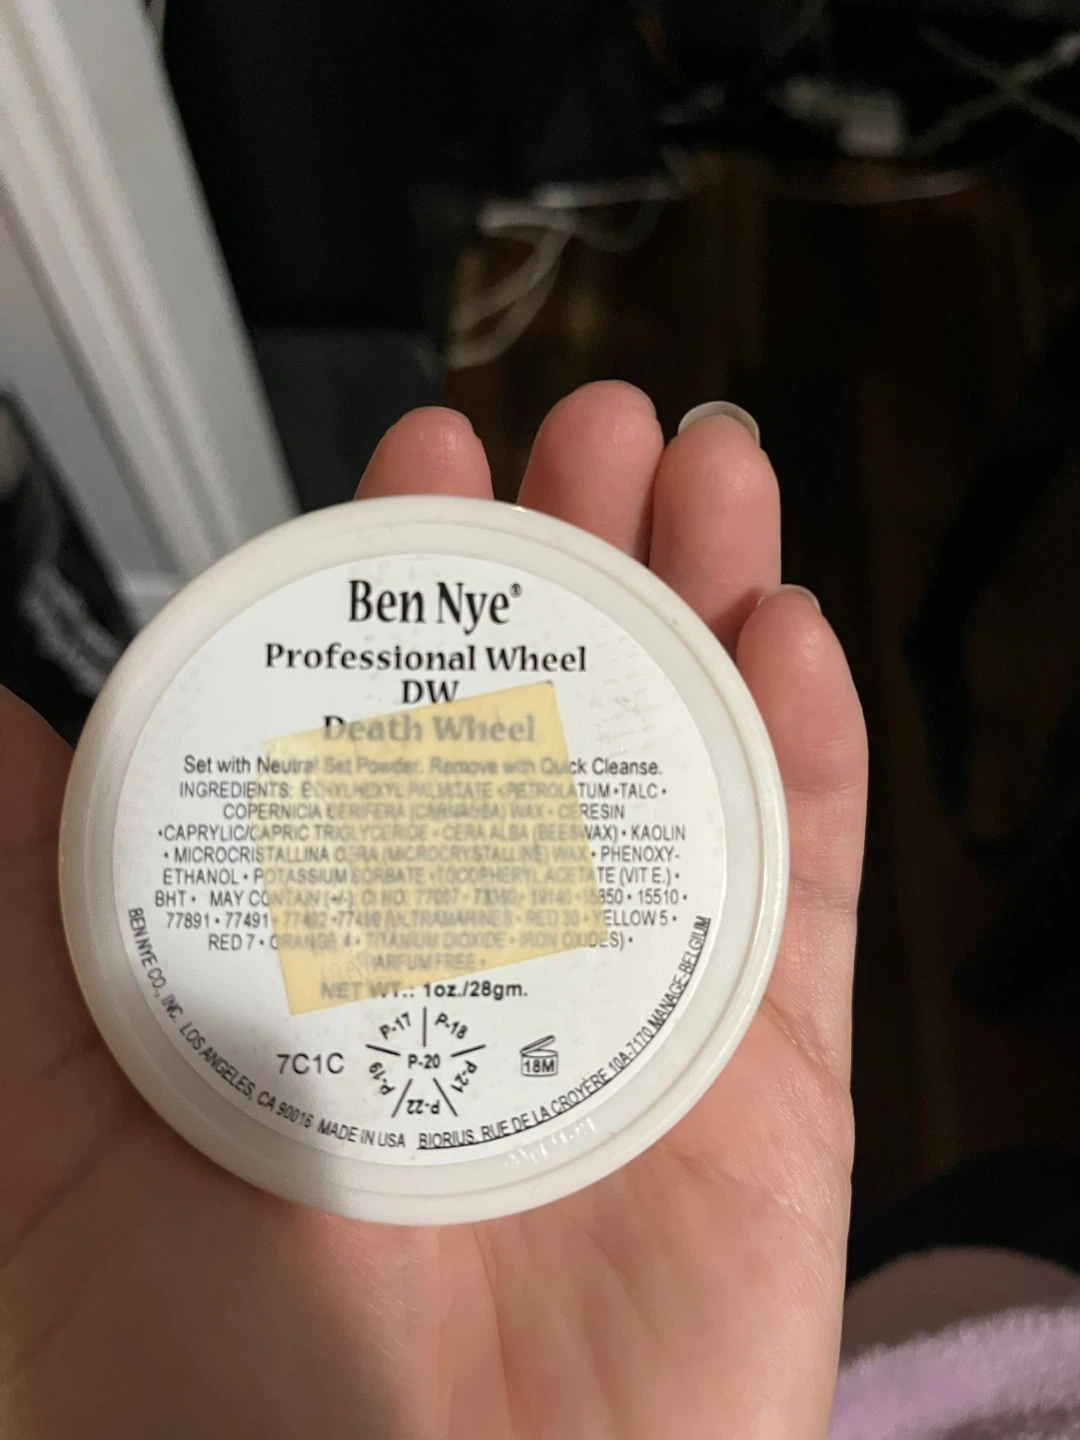 Ben Nye®
Professional Wheel
DW
Death Wheel
Set with Neutral Set Powder. Remove with Quick Cleanse.
INGREDIENTS: ETHYLHEXYL PALMITATE •PETROLATUM •TALC •
COPERNICIA CERIFERA (CARNAUBA) WAX • CERESIN
•CAPRYLIC/CAPRIC TRIGLYCERIDE • CERA ALBA (BEESWAX) • KAOLIN
• MICROCRISTALLINA CERA (MICROCRYSTALLINE) WAX • PHENOXY-
ETHANOL • POTASSIUM SORBATE •TOCOPHERYL ACETATE (VIT E.) •
BHT • MAY CONTAIN (+/-): CI NO. 77007 • 73360 • 19140 •15850 • 15510 •
77891 • 77491 • 77492 •77499 (ULTRAMARINES • RED 30 • YELLOW 5 •
RED 7 • ORANGE 4 • TITANIUM DIOXIDE • IRON OXIDES) •
PARFUM FREE •
NET WT.: 1oz./28gm.
P-17 P-18
7C1C P-19 P-20 P-21 18M
P-22
BEN NYE CO., INC. LOS ANGELES, CA 90016 MADE IN USA BIORIUS, RUE DE LA CROYÈRE 10A-7170 MANAGE-BELGIUM